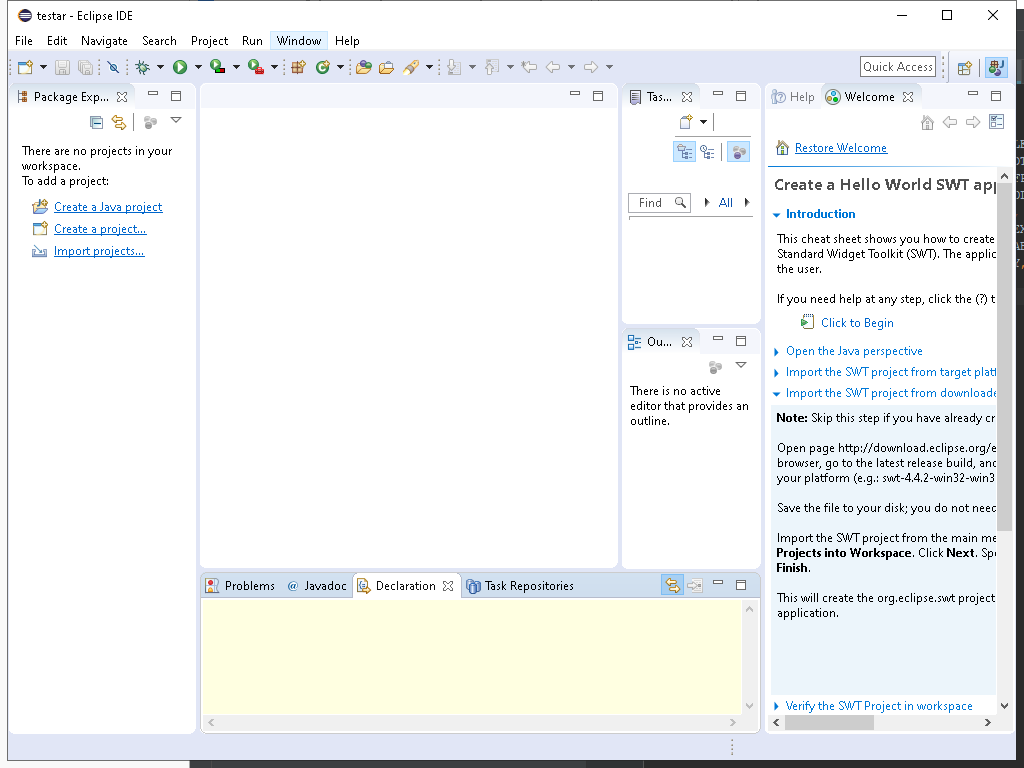 testar - Eclipse IDE
File Edit Navigate Search Project Run Window Help
Quick Access
Package Exp...
There are no projects in your
workspace.
To add a project:
Create a Java project
Create a project...
Import projects...
Tas...
Find
All
Ou...
There is no active
editor that provides an
outline.
Problems
@ Javadoc
Declaration
Task Repositories
Help
Welcome
Restore Welcome
Create a Hello World SWT app
Introduction
This cheat sheet shows you how to create
Standard Widget Toolkit (SWT). The applic
the user.
If you need help at any step, click the (?) t
Click to Begin
Open the Java perspective
Import the SWT project from target platf
Import the SWT project from downloade
Note: Skip this step if you have already cr
Open page http://download.eclipse.org/e
browser, go to the latest release build, and
your platform (e.g.: swt-4.4.2-win32-win3
Save the file to your disk; you do not need
Import the SWT project from the main me
Projects into Workspace. Click Next. Spe
Finish.
This will create the org.eclipse.swt project
application.
Verify the SWT Project in workspace